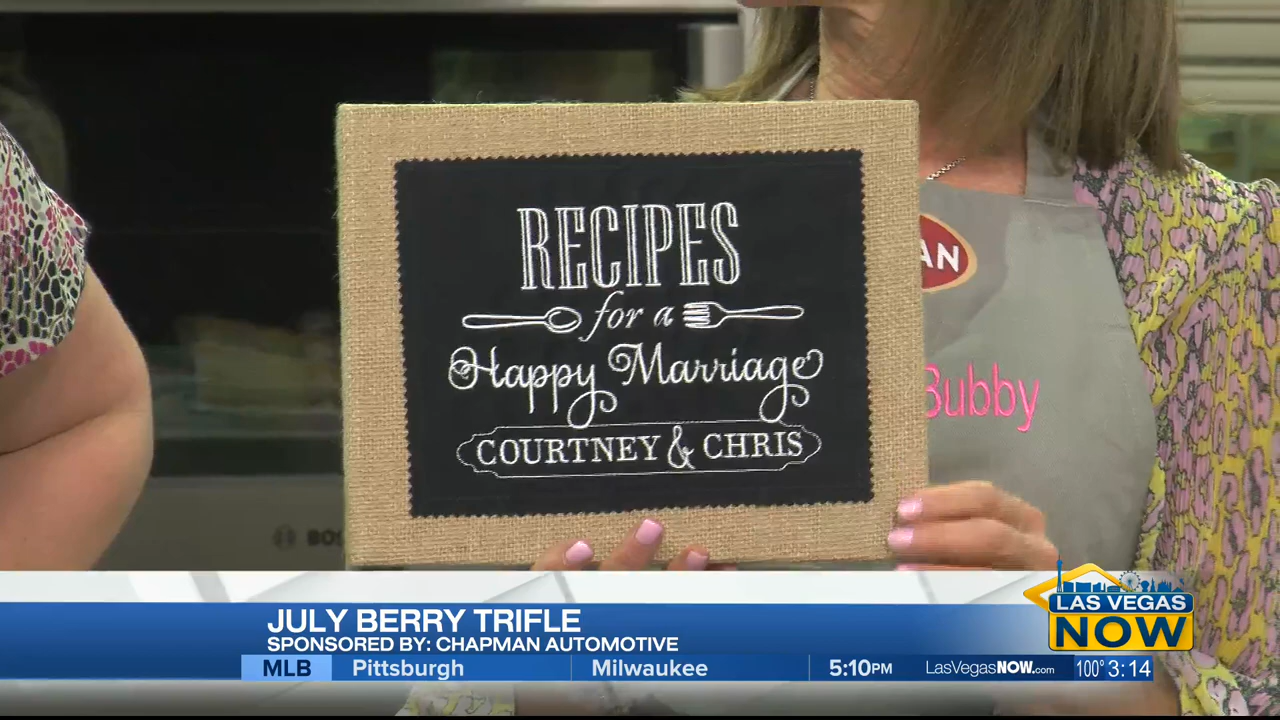 RECIPES
for a
Happy Marriage
COURTNEY & CHRIS
AN
Bubby
BOS
JULY BERRY TRIFLE
SPONSORED BY: CHAPMAN AUTOMOTIVE
MLB Pittsburgh Milwaukee 5:10PM LasVegasNOW.com 100° 3:14
LAS VEGAS
NOW